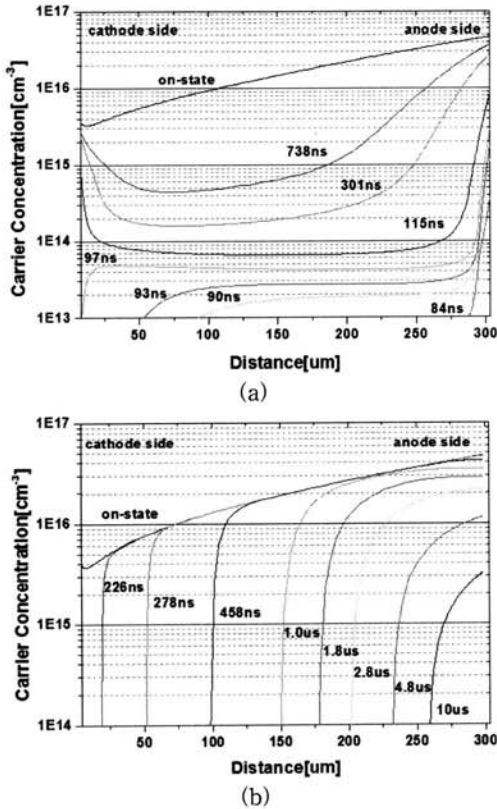 (a)
Carrier Concentration[cm-3]
1E17
1E16
1E15
1E14
1E13
cathode side
anode side
on-state
738ns
301ns
115ns
97ns
93ns
90ns
84ns
50
100
150
200
250
300
Distance[um]
(a)
1E17
1E16
1E15
1E14
Carrier Concentration[cm-3]
cathode side
anode side
on-state
226ns
278ns
458ns
1.0us
1.8us
2.8us
4.8us
10us
50
100
150
200
250
300
Distance[um]
(b)